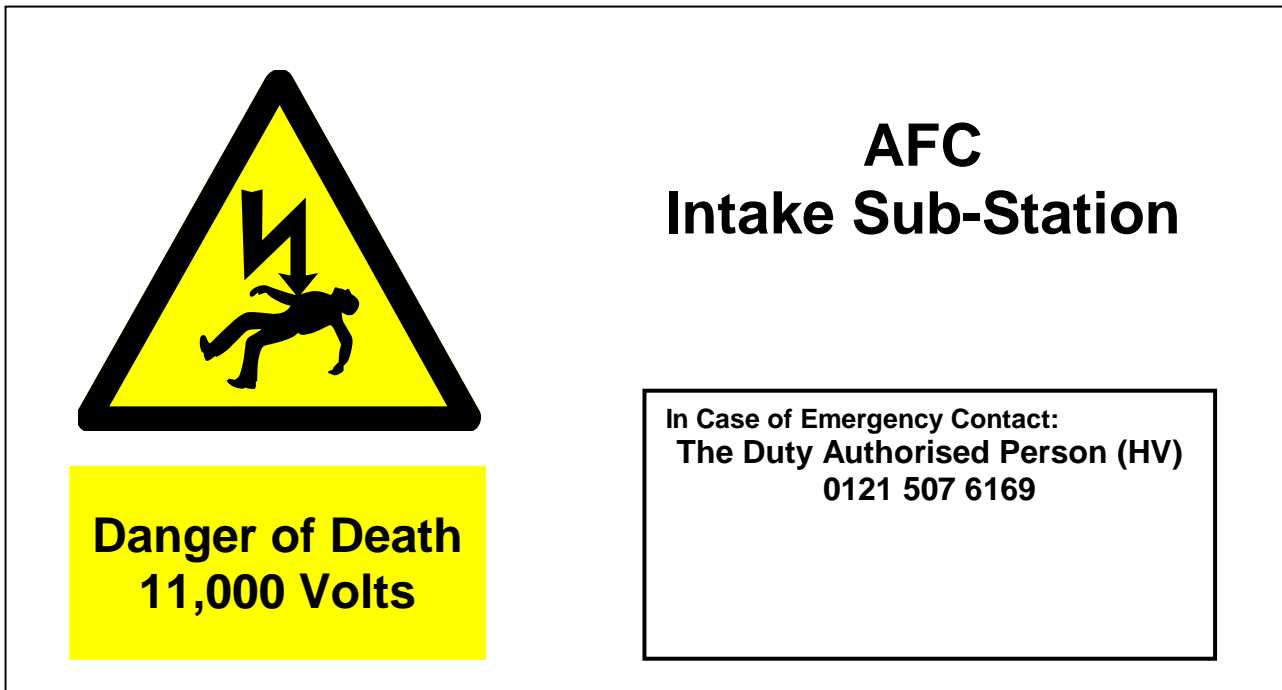 AFC
Intake Sub-Station
Danger of Death
11,000 Volts
In Case of Emergency Contact:
The Duty Authorised Person (HV)
0121 507 6169